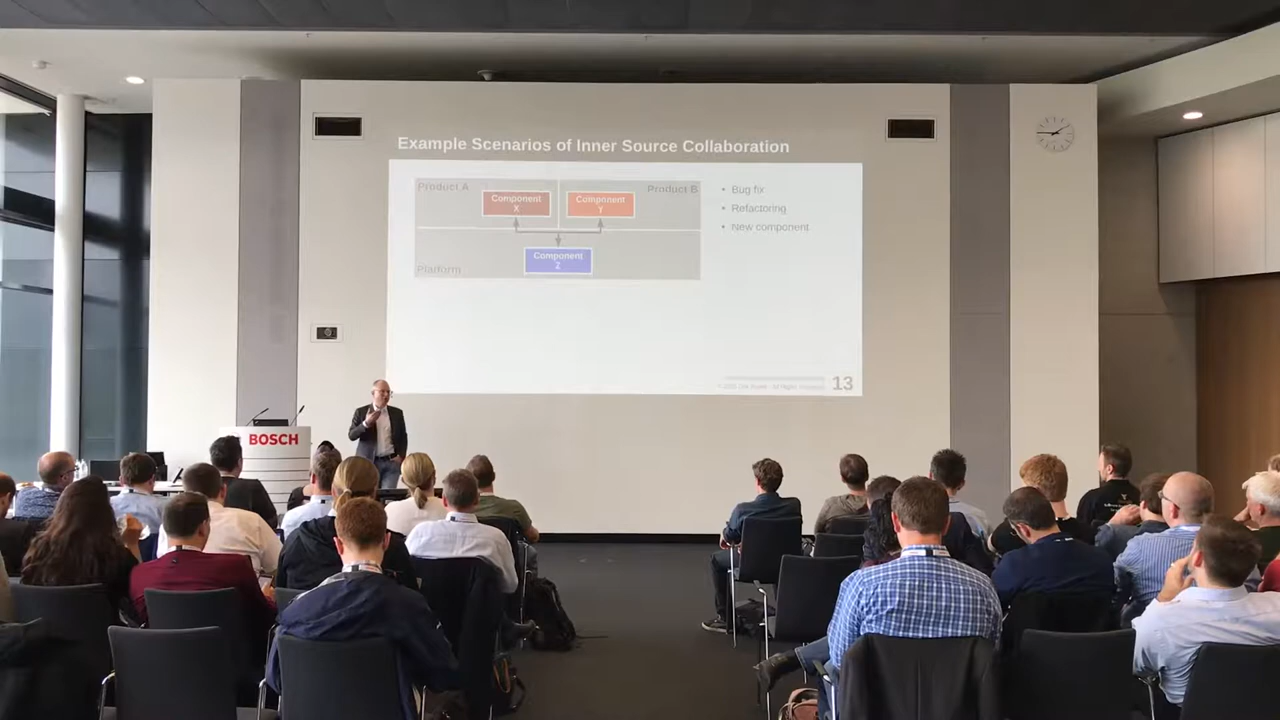 Example Scenarios of Inner Source Collaboration
Product A
Component
X
Component
Y
Product B
Component
Z
Platform
• Bug fix
• Refactoring
• New component
13
BOSCH